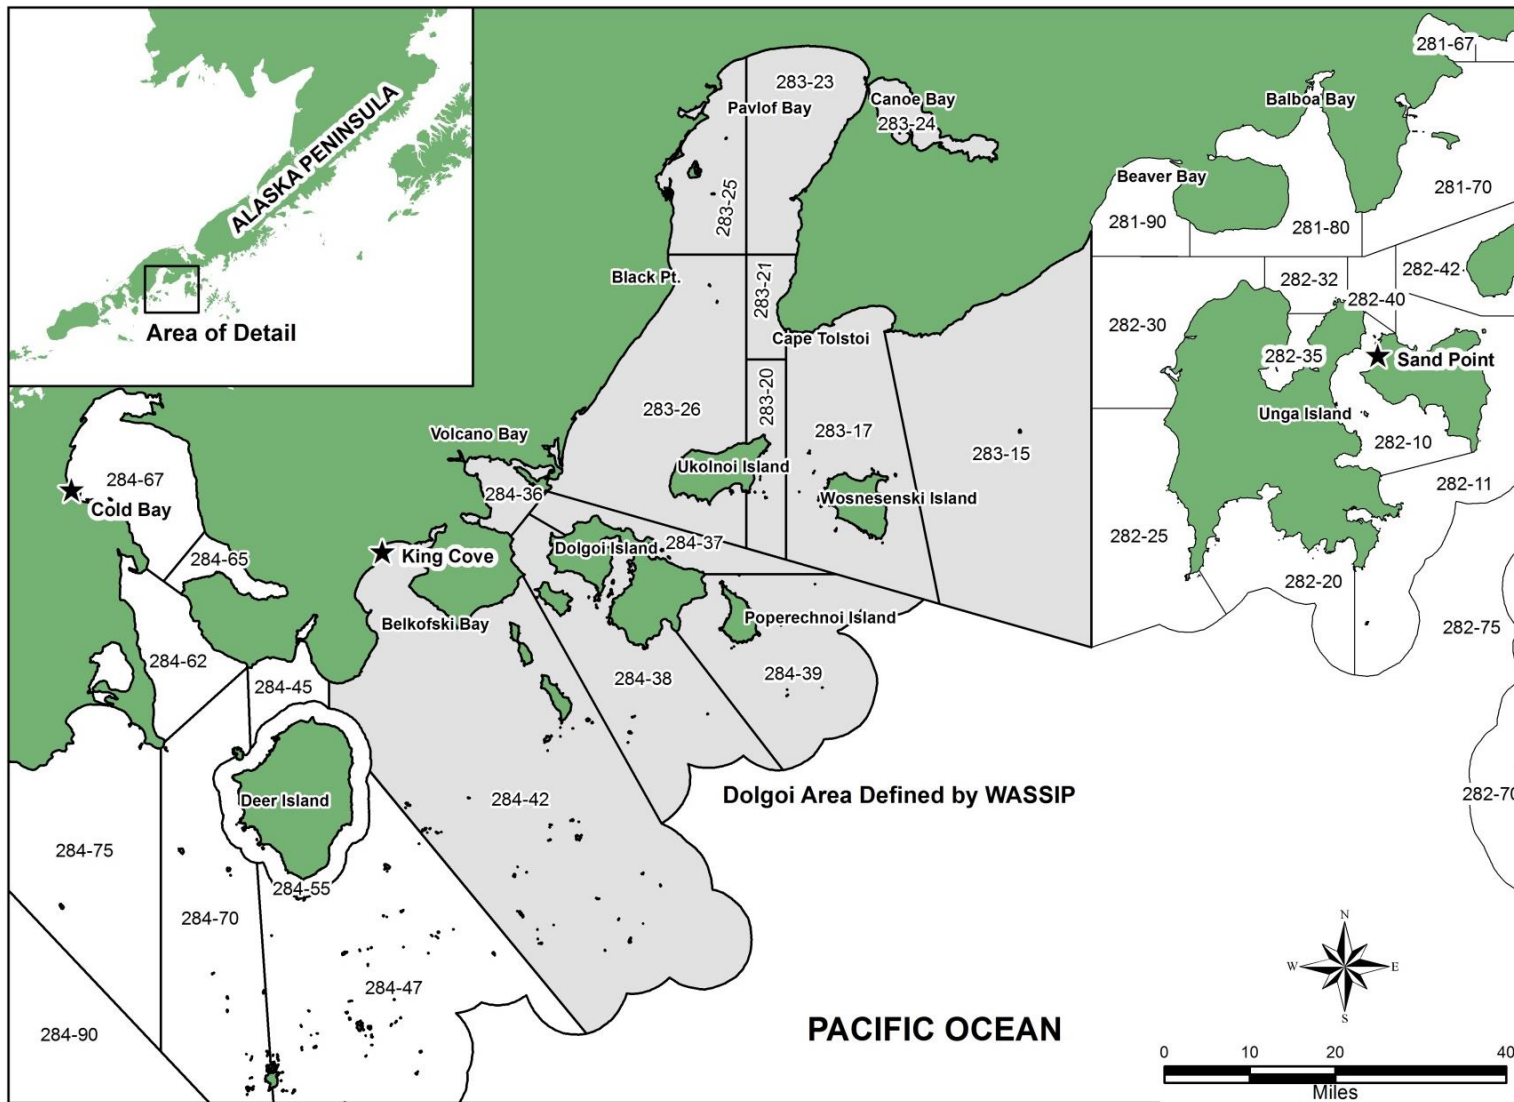 ALASKA PENINSULA
Area of Detail
281-67
283-23
Pavlof Bay
Canoe Bay
283-24
Balboa Bay
Beaver Bay
281-70
283-25
281-90
281-80
Black Pt.
283-21
282-32
282-42
282-40
282-30
Cape Tolstoi
282-35
Sand Point
283-20
283-26
Unga Island
Volcano Bay
283-17
282-10
283-15
Ukolnoi Island
284-67
284-36
282-11
Wosnesenski Island
Cold Bay
282-25
284-37
Dolgoi Island
King Cove
284-65
282-20
Poperechnoi Island
Belkofski Bay
282-75
284-62
284-38
284-39
284-45
Dolgoi Area Defined by WASSIP
282-70
Deer Island
284-42
284-75
284-55
284-70
N
W
E
S
284-47
PACIFIC OCEAN
284-90
0 10 20 40
Miles